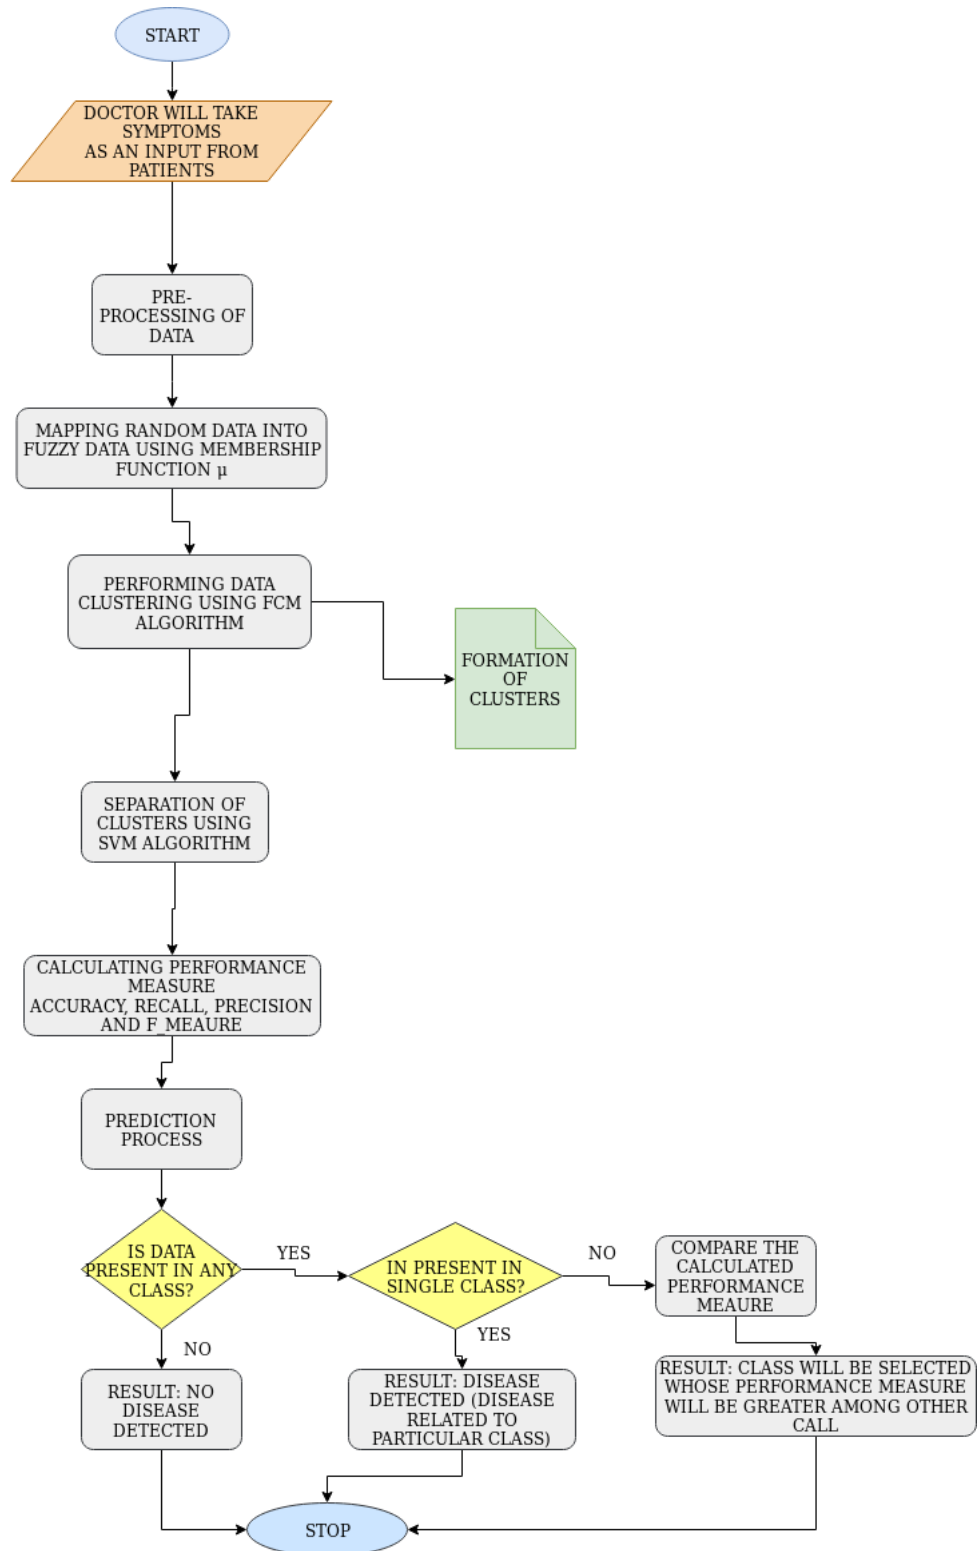 START
DOCTOR WILL TAKE
SYMPTOMS
AS AN INPUT FROM
PATIENTS
PRE-
PROCESSING OF
DATA
MAPPING RANDOM DATA INTO
FUZZY DATA USING MEMBERSHIP
FUNCTION µ
PERFORMING DATA
CLUSTERING USING FCM
ALGORITHM
FORMATION
OF
CLUSTERS
SEPARATION OF
CLUSTERS USING
SVM ALGORITHM
CALCULATING PERFORMANCE
MEASURE
ACCURACY, RECALL, PRECISION
AND F_MEAURE
PREDICTION
PROCESS
IS DATA
PRESENT IN ANY
CLASS?
YES
IN PRESENT IN
SINGLE CLASS?
NO
COMPARE THE
CALCULATED
PERFORMANCE
MEAURE
NO
YES
RESULT: NO
DISEASE
DETECTED
RESULT: DISEASE
DETECTED (DISEASE
RELATED TO
PARTICULAR CLASS)
RESULT: CLASS WILL BE SELECTED
WHOSE PERFORMANCE MEASURE
WILL BE GREATER AMONG OTHER
CALL
STOP